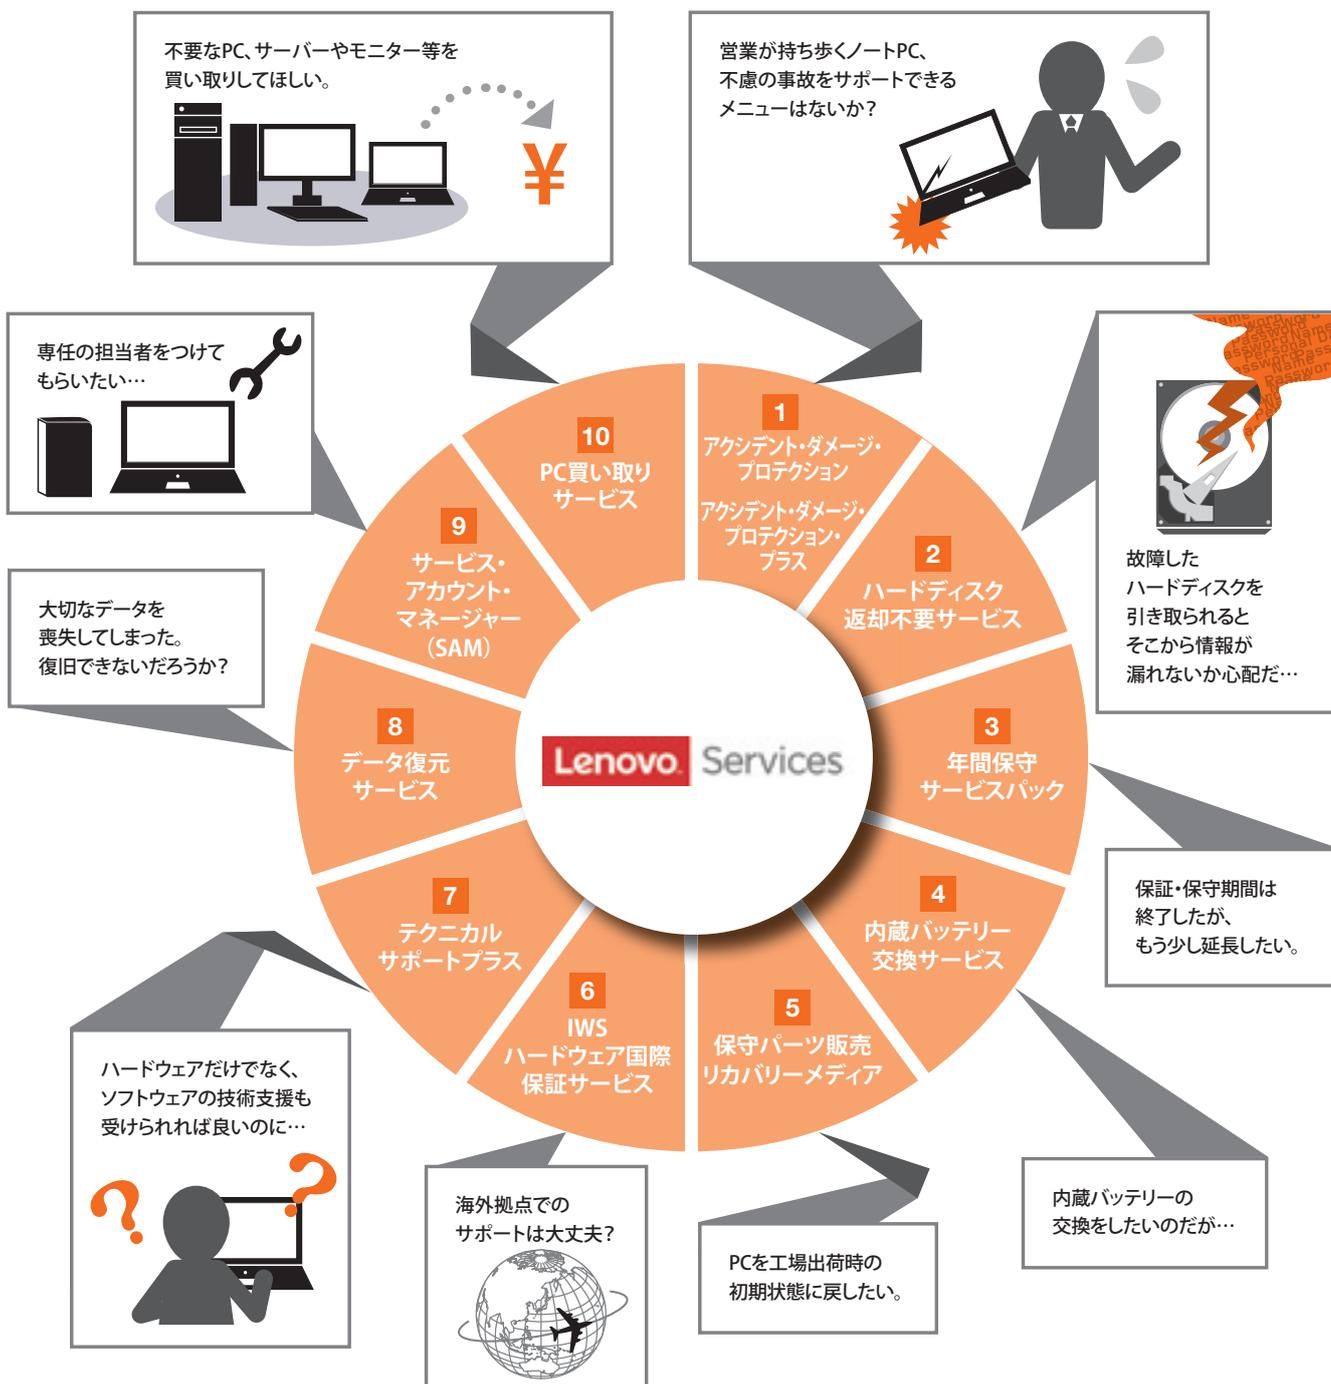 不要なPC、サーバーやモニター等を
買い取りしてほしい。
¥
営業が持ち歩くノートPC、
不慮の事故をサポートできる
メニューはないか？
専任の担当者をつけて
もらいたい…
故障した
ハードディスクを
引き取られると
そこから情報が
漏れないか心配だ…
大切なデータを
喪失してしまった。
復旧できないだろうか？
保証・保守期間は
終了したが、
もう少し延長したい。
ハードウェアだけでなく、
ソフトウェアの技術支援も
受けられれば良いのに…
? ?
海外拠点での
サポートは大丈夫？
PCを工場出荷時の
初期状態に戻したい。
内蔵バッテリーの
交換をしたいのだが…
1
アクシデント・ダメージ・
プロテクション
アクシデント・ダメージ・
プロテクション・
プラス
2
ハードディスク
返却不要サービス
3
年間保守
サービスパック
4
内蔵バッテリー
交換サービス
5
保守パーツ販売
リカバリーメディア
6
IWS
ハードウェア国際
保証サービス
7
テクニカル
サポートプラス
8
データ復元
サービス
9
サービス・
アカウント・
マネージャー
（SAM）
10
PC買い取り
サービス
Lenovo. Services